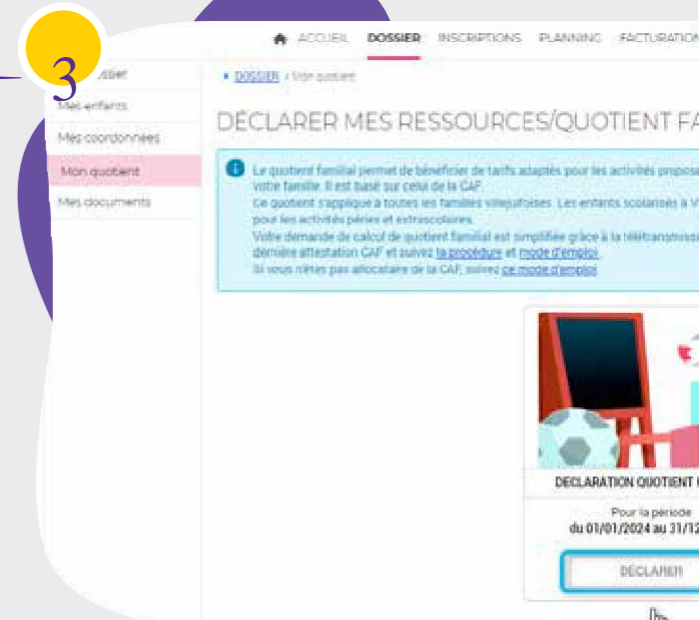 3
ACCUEIL DOSSIER INSCRIPTIONS PLANNING FACTURATION
DOSSIER / Mon quotient
Mes enfants
Mes coordonnées
Mon quotient
Mes documents
DÉCLARER MES RESSOURCES/QUOTIENT FA
Le quotient familial permet de bénéficier de tarifs adaptés pour les activités proposé
votre famille. Il est basé sur celui de la CAF.
Ce quotient s'applique à toutes les familles villejuifoises. Les enfants scolarisés à V
pour les activités péries et extrascolaires.
Votre demande de calcul de quotient familial est simplifiée grâce à la télétransmiss
dernière attestation CAF et suivez la procédure et mode d'emploi
Si vous n'êtes pas allocataire de la CAF, suivez ce mode d'emploi
DECLARATION QUOTIENT
Pour la periode
du 01/01/2024 au 31/12
DÉCLARER